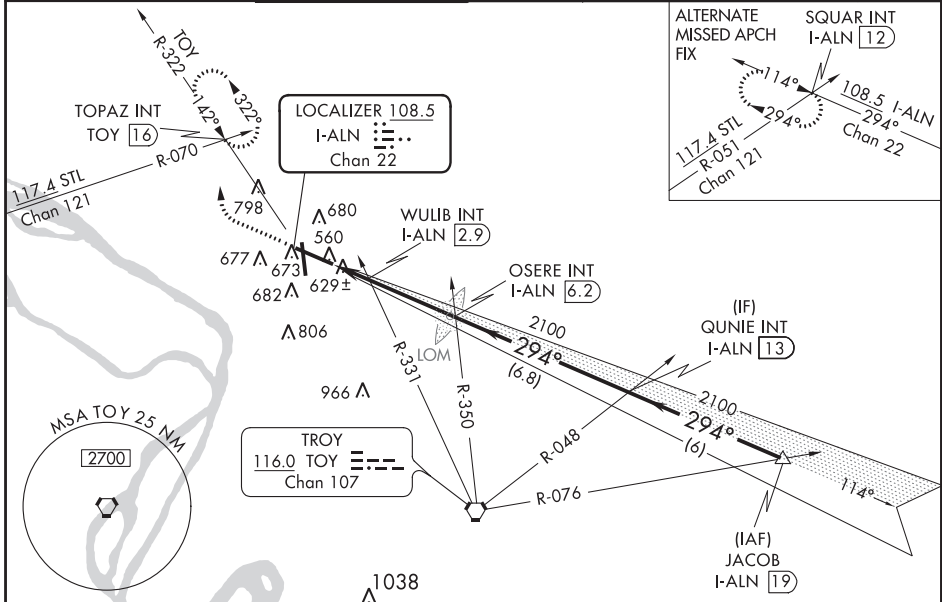 TOY
R-322
142°
322°
TOPAZ INT
TOY 16
R-070
117.4 STL
Chan 121
LOCALIZER 108.5
I-ALN
Chan 22
ALTERNATE
MISSED APCH
FIX
SQUAR INT
I-ALN 12
114°
294°
108.5 I-ALN
294°
Chan 22
117.4 STL
R-051
Chan 121
798
680
560
677
673
629±
682
806
966
WULIB INT
I-ALN 2.9
OSERE INT
I-ALN 6.2
LOM
R-331
R-350
2100
294°
(6.8)
(IF)
QUNIE INT
I-ALN 13
2100
294°
(6)
R-048
R-076
114°
MSA TOY 25 NM
2700
TROY
116.0 TOY
Chan 107
(IAF)
JACOB
I-ALN 19
1038